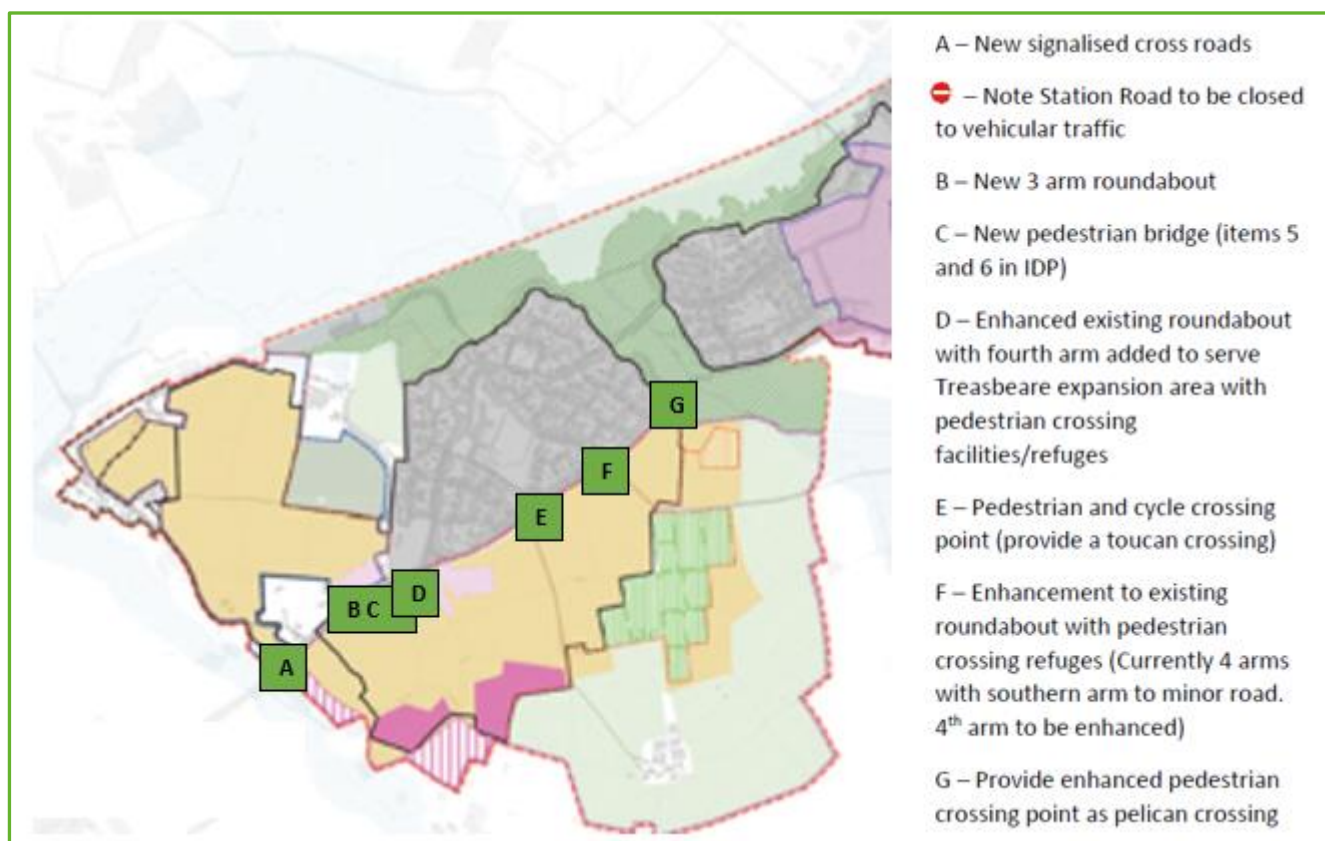 A – New signalised cross roads
– Note Station Road to be closed
to vehicular traffic
B – New 3 arm roundabout
C – New pedestrian bridge (items 5
and 6 in IDP)
D – Enhanced existing roundabout
with fourth arm added to serve
Treasbeare expansion area with
pedestrian crossing
facilities/refuges
E – Pedestrian and cycle crossing
point (provide a toucan crossing)
F – Enhancement to existing
roundabout with pedestrian
crossing refuges (Currently 4 arms
with southern arm to minor road.
4th arm to be enhanced)
G – Provide enhanced pedestrian
crossing point as pelican crossing
G
F
E
D
B C
A